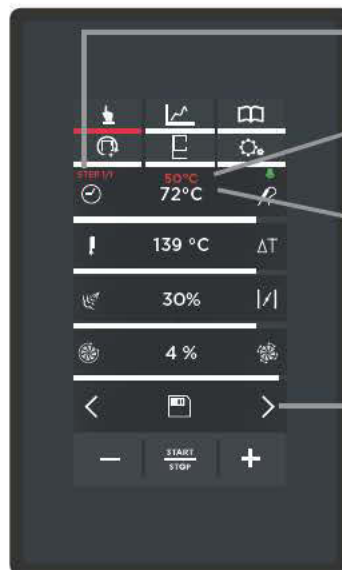 STEP 1/1
50°C
72°C
139 °C
ΔT
30%
4 %
START
STOP